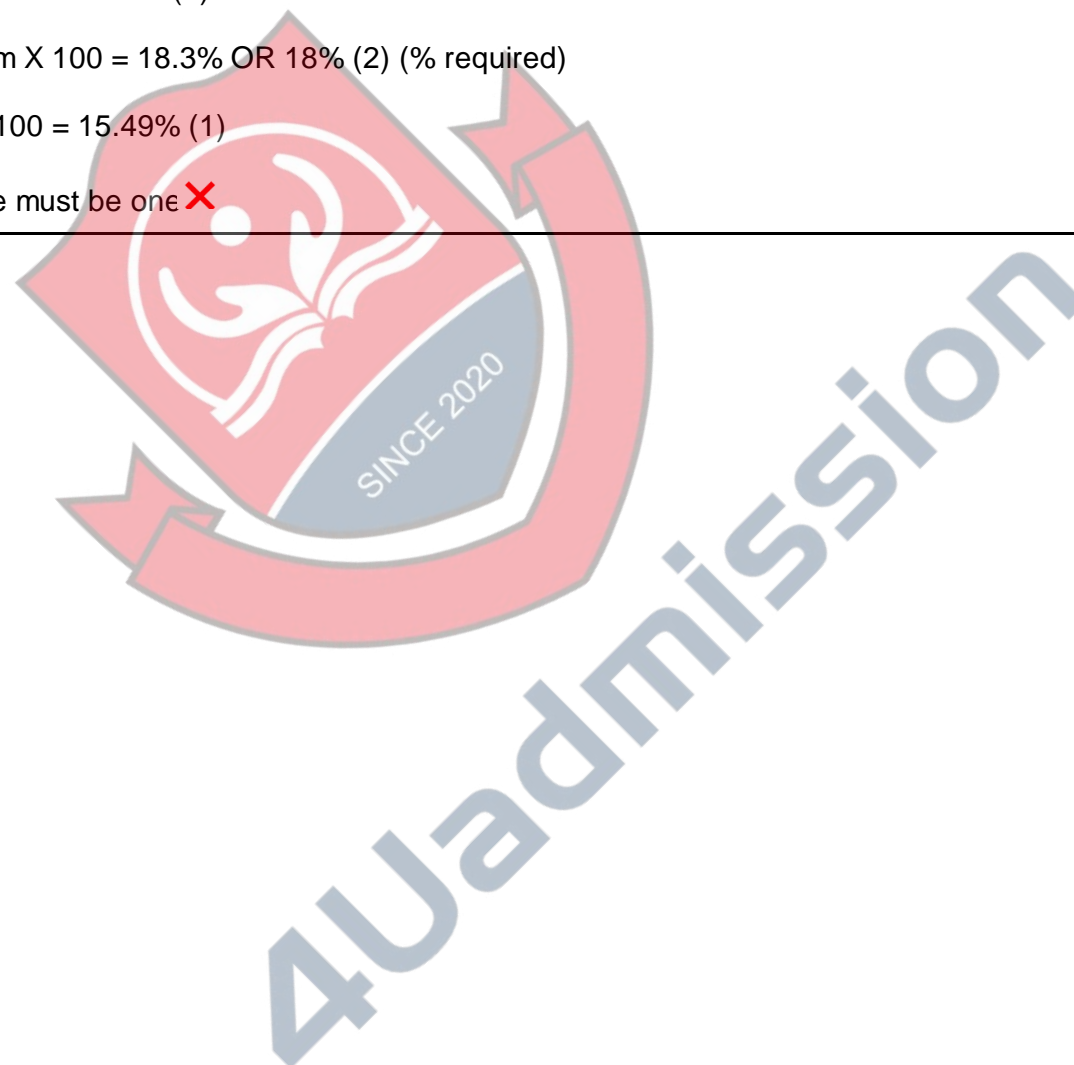 m X 100 = 18.3% OR 18% (2) (% required)
100 = 15.49% (1)
e must be one
SINCE 2020
4Uadmission